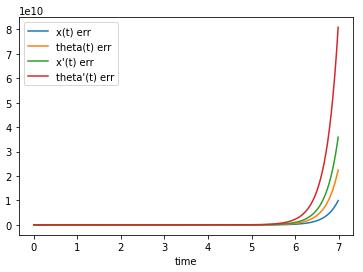 1e10
x(t) err
theta(t) err
x'(t) err
theta'(t) err
8
7
6
5
4
3
2
1
0
0 1 2 3 4 5 6 7
time